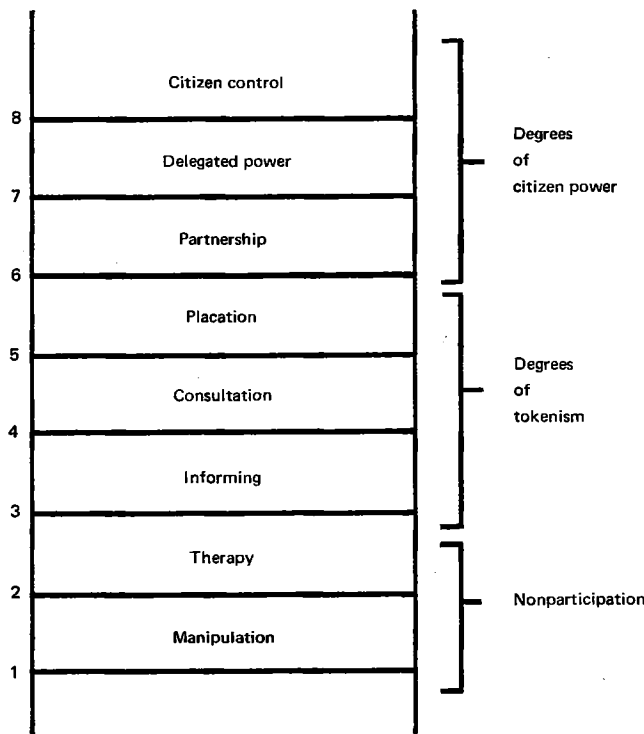 Citizen control
8
Delegated power
7
Partnership
6
Placation
5
Consultation
4
Informing
3
Therapy
2
Manipulation
1
Degrees
of
citizen power
Degrees
of
tokenism
Nonparticipation